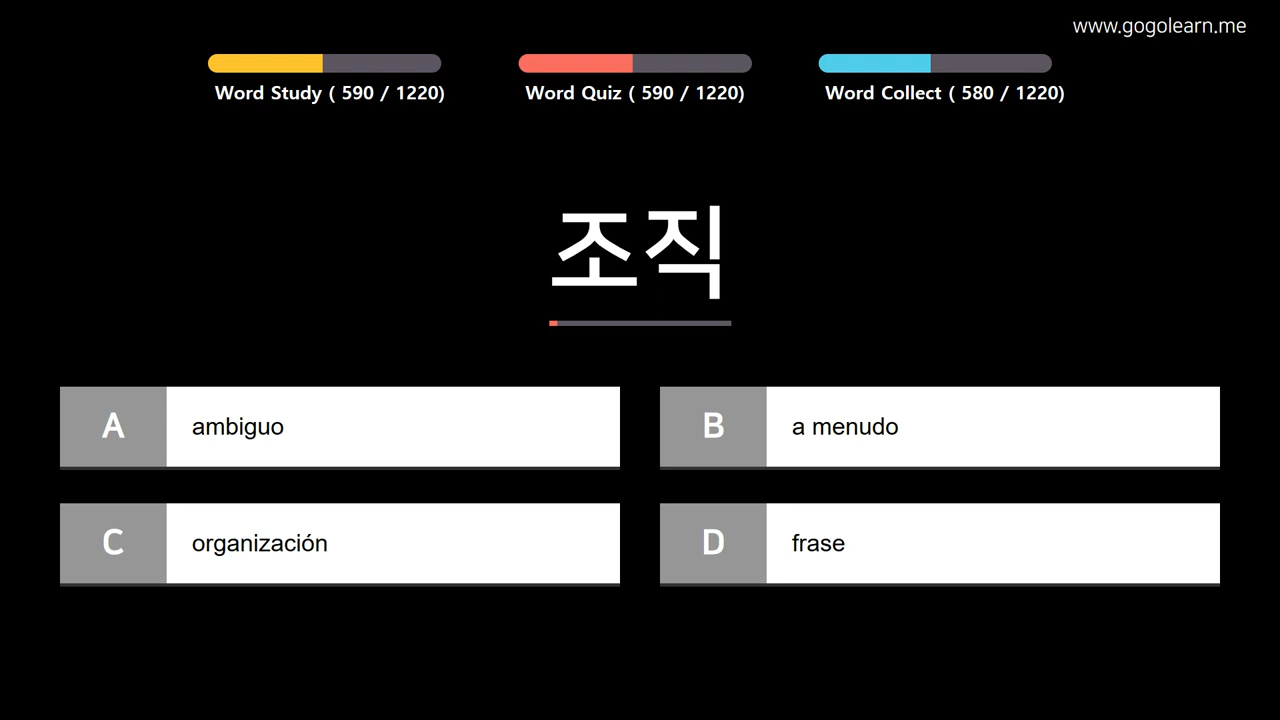 www.gogolearn.me
Word Study ( 590 / 1220)
Word Quiz ( 590 / 1220)
Word Collect ( 580 / 1220)
조직
A ambiguo
B a menudo
C organización
D frase